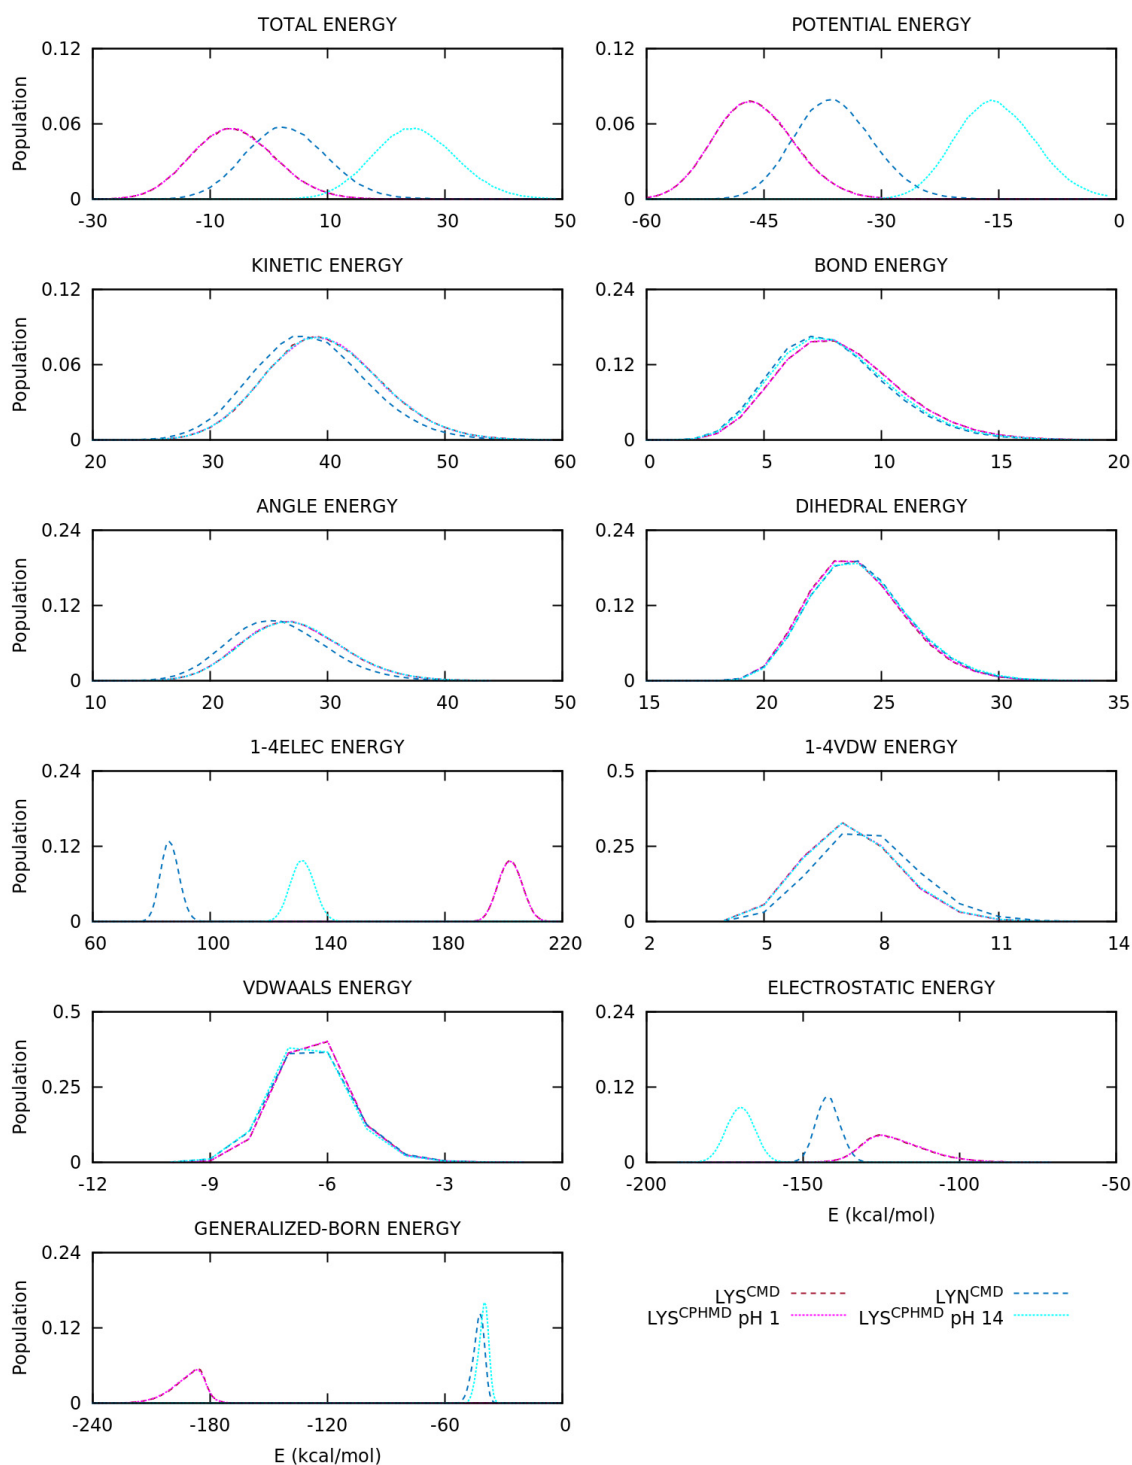 TOTAL ENERGY
0.12
0.06
0
Population
-30 -10 10 30 50
POTENTIAL ENERGY
0.12
0.06
0
-60 -45 -30 -15 0
KINETIC ENERGY
0.12
0.06
0
Population
20 30 40 50 60
BOND ENERGY
0.24
0.12
0
0 5 10 15 20
ANGLE ENERGY
0.24
0.12
0
Population
10 20 30 40 50
DIHEDRAL ENERGY
0.24
0.12
0
15 20 25 30 35
1-4ELEC ENERGY
0.24
0.12
0
Population
60 100 140 180 220
1-4VDW ENERGY
0.5
0.25
0
2 5 8 11 14
VDWAALS ENERGY
0.5
0.25
0
Population
-12 -9 -6 -3 0
ELECTROSTATIC ENERGY
0.24
0.12
0
-200 -150 -100 -50
E (kcal/mol)
GENERALIZED-BORN ENERGY
0.24
0.12
0
Population
-240 -180 -120 -60 0
E (kcal/mol)
LYS^CMD
LYS^CPHMD pH 1
LYN^CMD
LYS^CPHMD pH 14